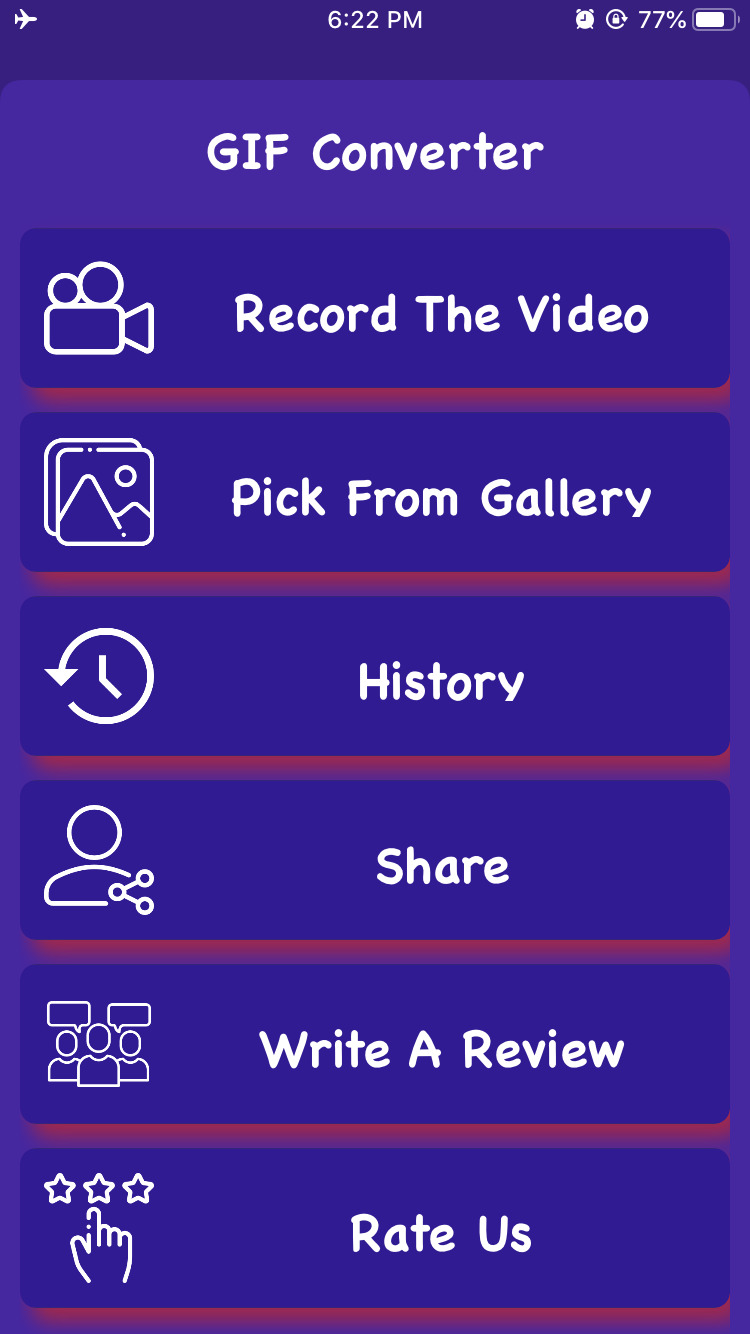 6:22 PM 77%
GIF Converter
Record The Video
Pick From Gallery
History
Share
Write A Review
Rate Us